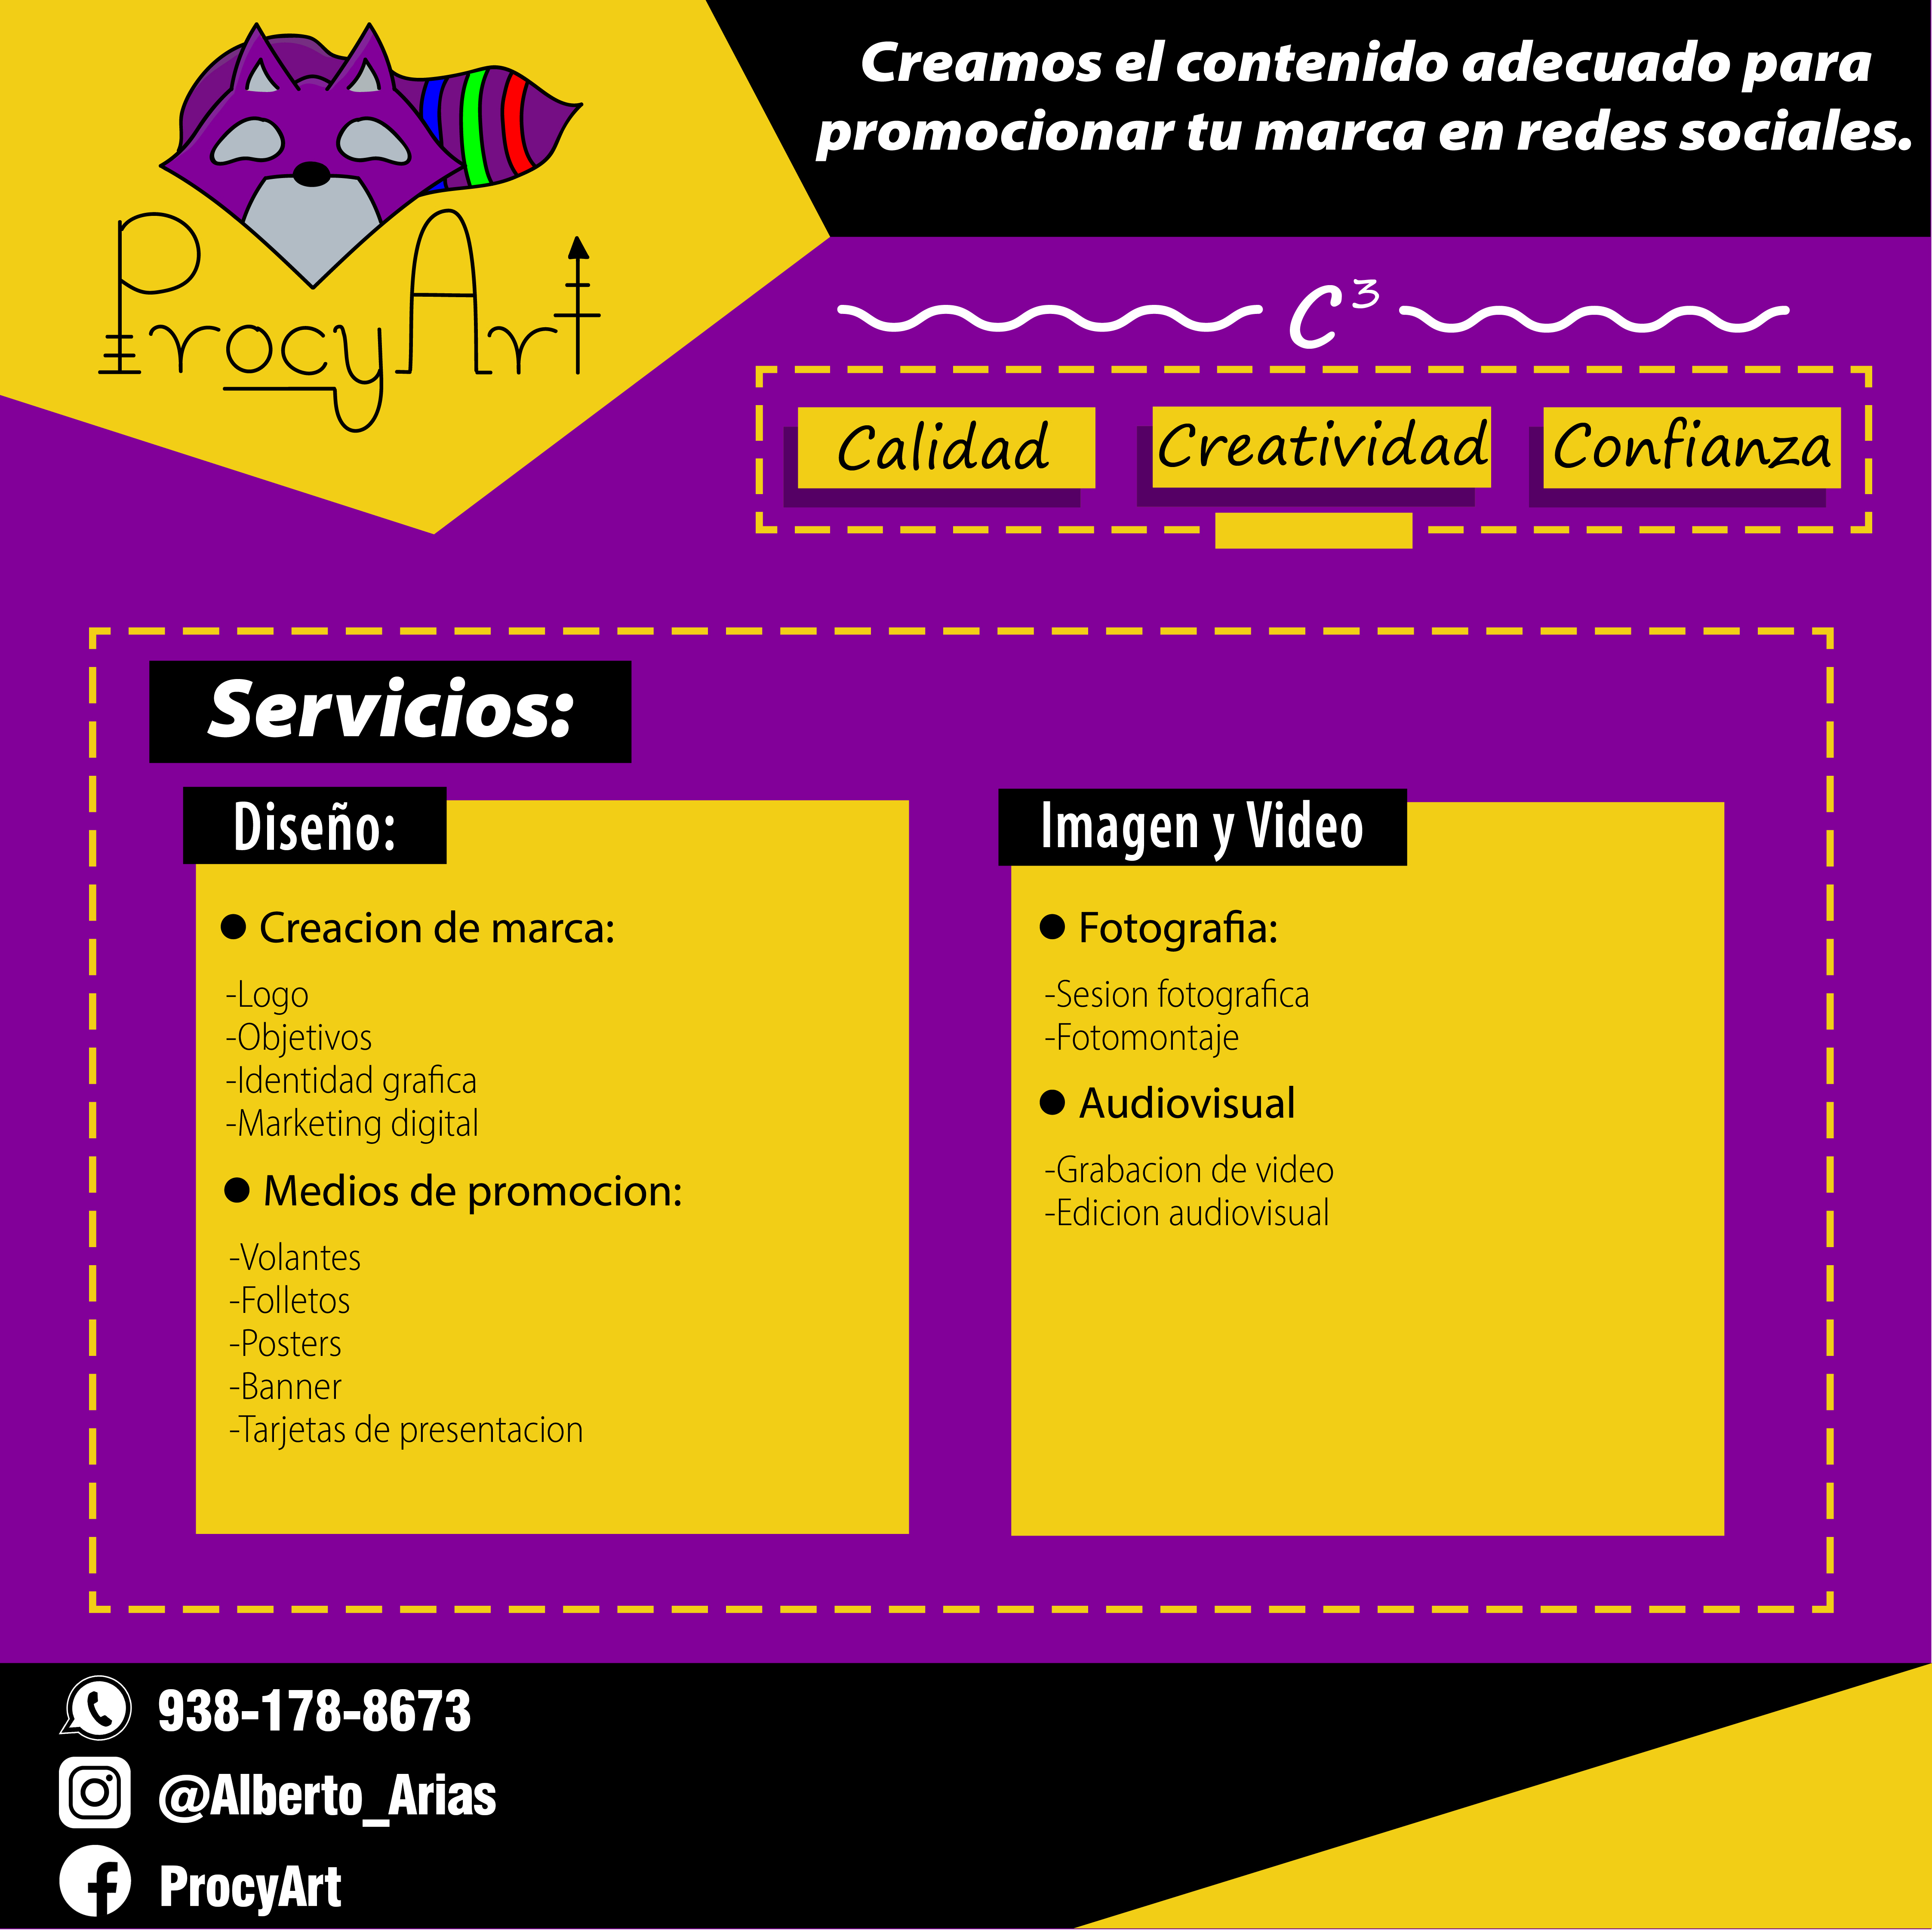 ProcyArt
Creamos el contenido adecuado para
promocionar tu marca en redes sociales.
C³
Calidad
Creatividad
Confianza
Servicios:
Diseño:
● Creacion de marca:
-Logo
-Objetivos
-Identidad grafica
-Marketing digital
● Medios de promocion:
-Volantes
-Folletos
-Posters
-Banner
-Tarjetas de presentacion
Imagen y Video
● Fotografia:
-Sesion fotografica
-Fotomontaje
● Audiovisual
-Grabacion de video
-Edicion audiovisual
938-178-8673
@Alberto_Arias
ProcyArt